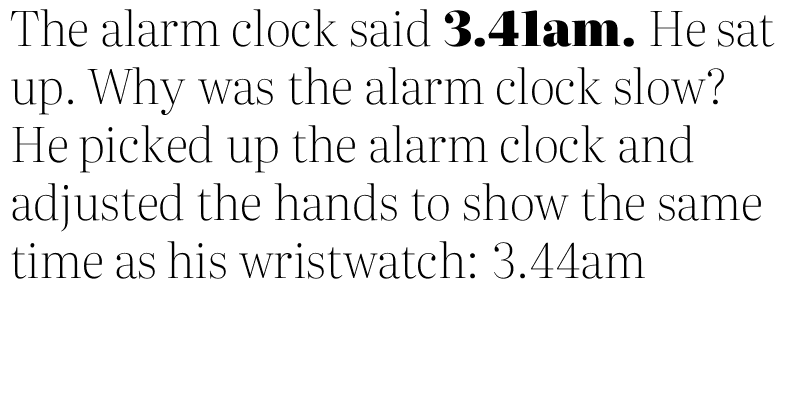 The alarm clock said 3.41am. He sat
up. Why was the alarm clock slow?
He picked up the alarm clock and
adjusted the hands to show the same
time as his wristwatch: 3.44am